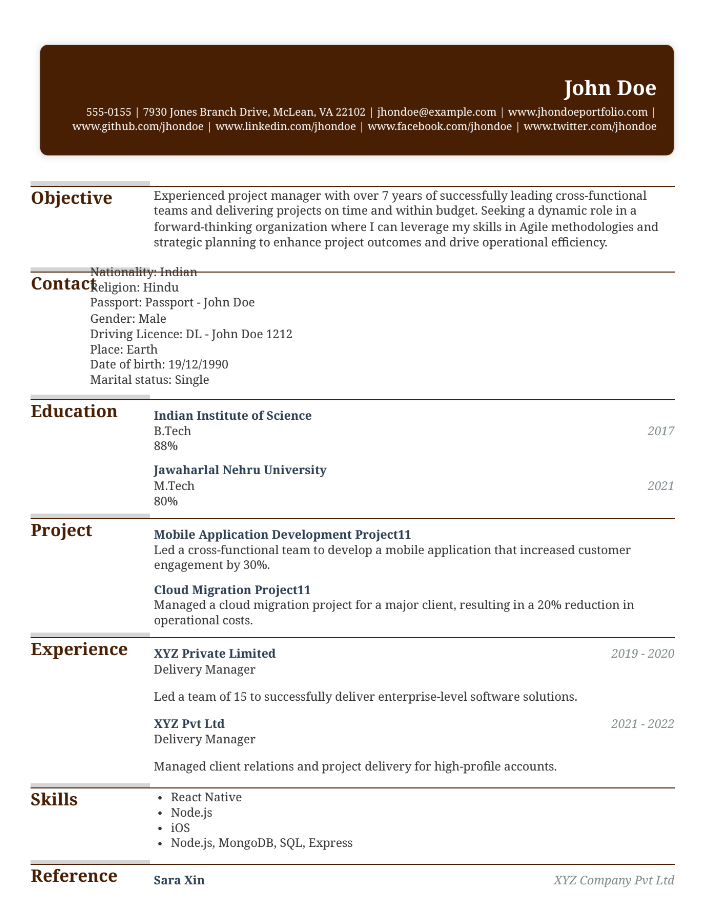 John Doe
555-0155 | 7930 Jones Branch Drive, McLean, VA 22102 | jhondoe@example.com | www.jhondoeportfolio.com |
www.github.com/jhondoe | www.linkedin.com/jhondoe | www.facebook.com/jhondoe | www.twitter.com/jhondoe
Objective
Experienced project manager with over 7 years of successfully leading cross-functional
teams and delivering projects on time and within budget. Seeking a dynamic role in a
forward-thinking organization where I can leverage my skills in Agile methodologies and
strategic planning to enhance project outcomes and drive operational efficiency.
Contact
Nationality: Indian
Religion: Hindu
Passport: Passport - John Doe
Gender: Male
Driving Licence: DL - John Doe 1212
Place: Earth
Date of birth: 19/12/1990
Marital status: Single
Education
Indian Institute of Science
B.Tech 2017
88%
Jawaharlal Nehru University
M.Tech 2021
80%
Project
Mobile Application Development Project11
Led a cross-functional team to develop a mobile application that increased customer
engagement by 30%.
Cloud Migration Project11
Managed a cloud migration project for a major client, resulting in a 20% reduction in
operational costs.
Experience
XYZ Private Limited 2019 - 2020
Delivery Manager
Led a team of 15 to successfully deliver enterprise-level software solutions.
XYZ Pvt Ltd 2021 - 2022
Delivery Manager
Managed client relations and project delivery for high-profile accounts.
Skills
• React Native
• Node.js
• iOS
• Node.js, MongoDB, SQL, Express
Reference
Sara Xin XYZ Company Pvt Ltd